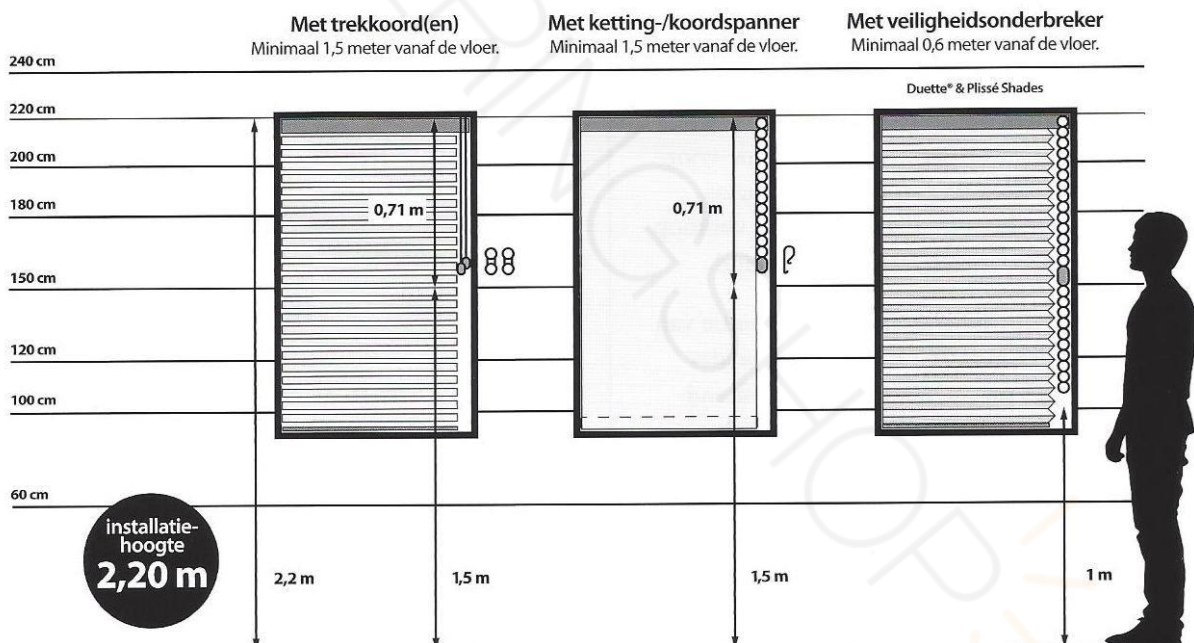 Met trekkoord(en)
Minimaal 1,5 meter vanaf de vloer.
Met ketting-/koordspanner
Minimaal 1,5 meter vanaf de vloer.
Met veiligheidsonderbreker
Minimaal 0,6 meter vanaf de vloer.
Duette® & Plissé Shades
240 cm
220 cm
200 cm
180 cm
150 cm
120 cm
100 cm
60 cm
0,71 m
0,71 m
installatie-
hoogte
2,20 m
2,2 m
1,5 m
1,5 m
1 m